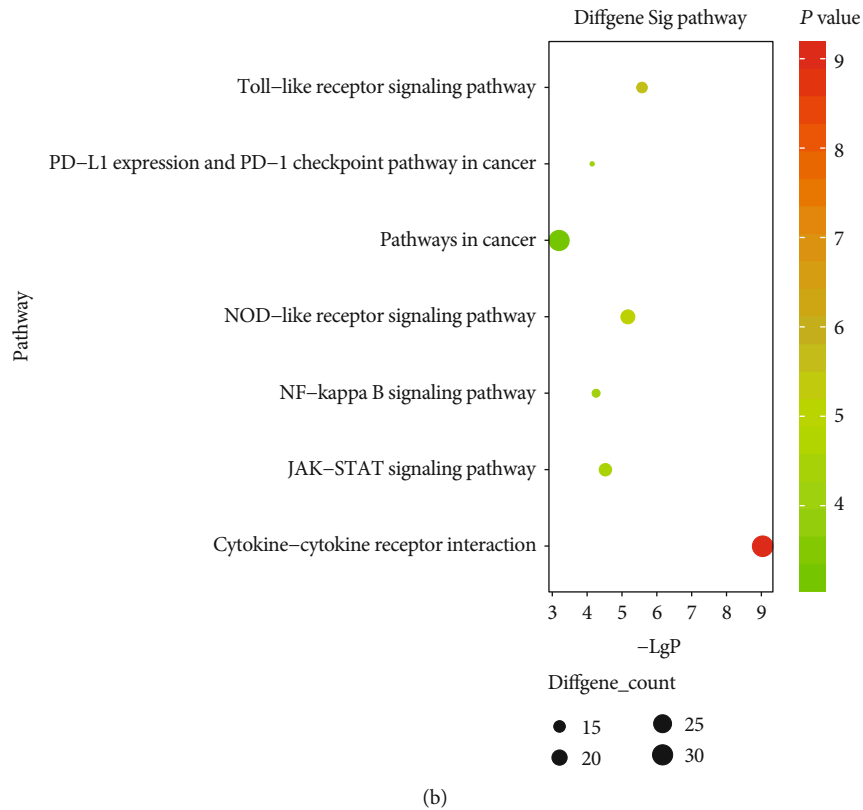 Diffgene Sig pathway
P value
Toll−like receptor signaling pathway
PD−L1 expression and PD−1 checkpoint pathway in cancer
Pathways in cancer
NOD−like receptor signaling pathway
NF−kappa B signaling pathway
JAK−STAT signaling pathway
Cytokine−cytokine receptor interaction
Pathway
3 4 5 6 7 8 9
−LgP
9
8
7
6
5
4
Diffgene_count
15 25
20 30
(b)